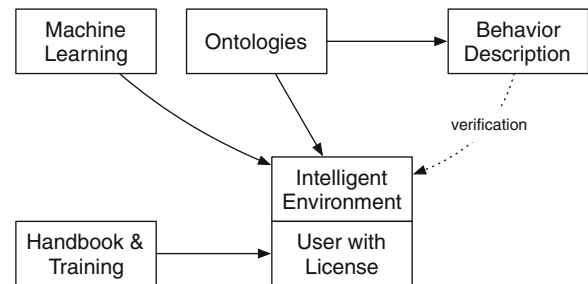 Machine
Learning
Ontologies
Behavior
Description
verification
Intelligent
Environment
Handbook &
Training
User with
License